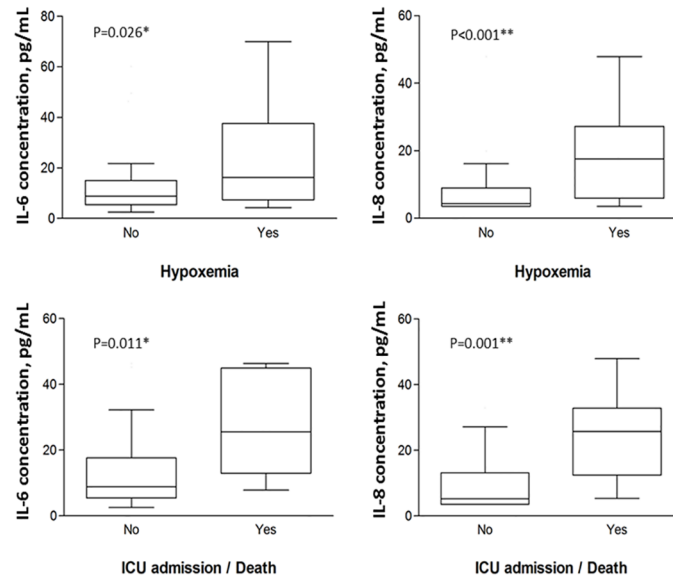 IL-6 concentration, pg/mL
80
60
40
20
0
P=0.026*
No
Yes
Hypoxemia
IL-8 concentration, pg/mL
60
40
20
0
P<0.001**
No
Yes
Hypoxemia
IL-6 concentration, pg/mL
60
40
20
0
P=0.011*
No
Yes
ICU admission / Death
IL-8 concentration, pg/mL
60
40
20
0
P=0.001**
No
Yes
ICU admission / Death